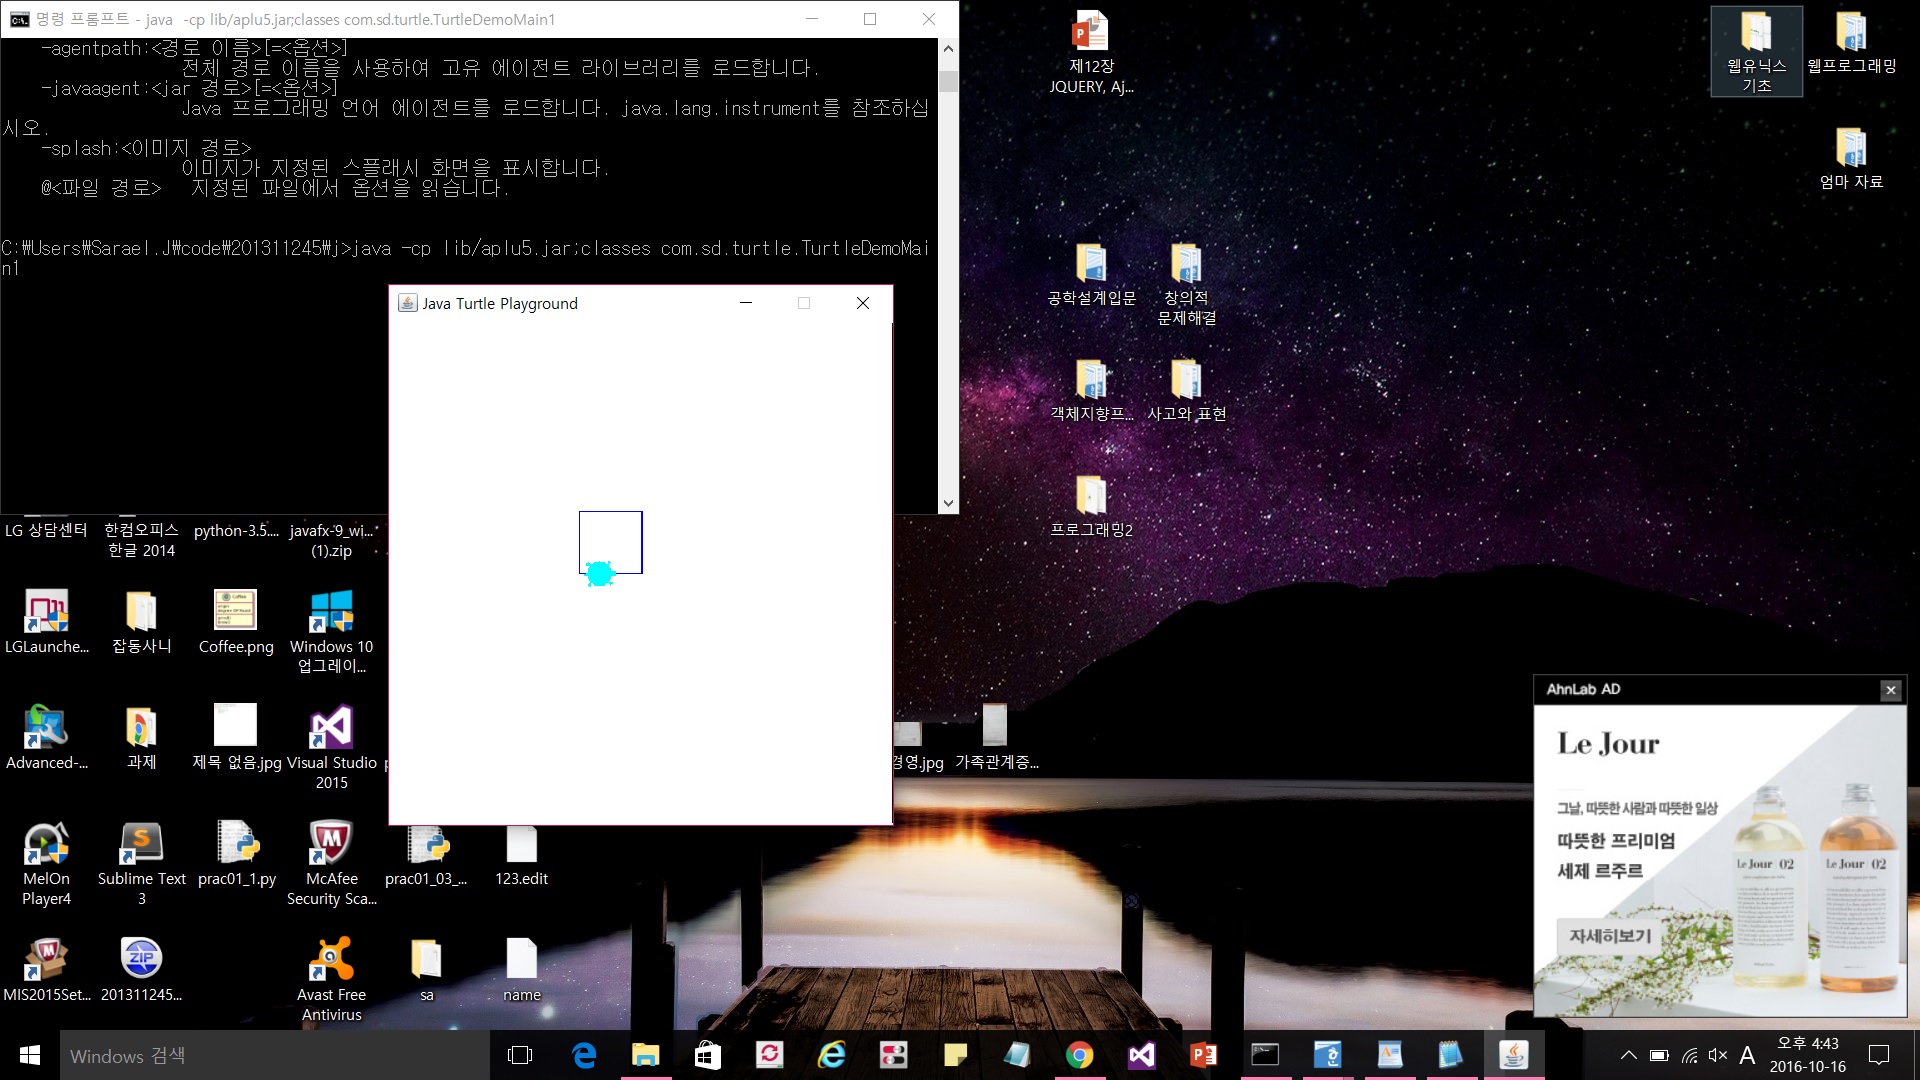 명령 프롬프트 - java  -cp lib/aplu5.jar;classes com.sd.turtle.TurtleDemoMain1
-agentpath:<경로 이름>[=<옵션>]
전체 경로 이름을 사용하여 고유 에이전트 라이브러리를 로드합니다.
-javaagent:<jar 경로>[=<옵션>]
Java 프로그래밍 언어 에이전트를 로드합니다. java.lang.instrument를 참조하십
시오.
-splash:<이미지 경로>
이미지가 지정된 스플래시 화면을 표시합니다.
@<파일 경로>   지정된 파일에서 옵션을 읽습니다.
C:₩Users₩Sarael.J₩code₩201311245₩j>java -cp lib/aplu5.jar;classes com.sd.turtle.TurtleDemoMai
n1
Java Turtle Playground
제12장
JQUERY, Aj...
웹유닉스
기초
웹프로그래밍
엄마 자료
공학설계입문
창의적
문제해결
객체지향프...
사고와 표현
프로그래밍2
LG 상담센터
한컴오피스
한글 2014
python-3.5....
javafx-9_wi...
(1).zip
LGLaunche...
잡동사니
Coffee.png
Windows 10
업그레이...
Advanced-...
과제
제목 없음.jpg
Visual Studio
2015
경영.jpg
가족관계증...
MelOn
Player4
Sublime Text
3
prac01_1.py
McAfee
Security Sca...
prac01_03_...
123.edit
MIS2015Set...
201311245...
Avast Free
Antivirus
sa
name
AhnLab AD
Le Jour
그날, 따뜻한 사람과 따뜻한 일상
따뜻한 프리미엄
세제 르주르
자세히보기
Le Jour 02
Le Jour 02
Windows 검색
A
오후 4:43
2016-10-16